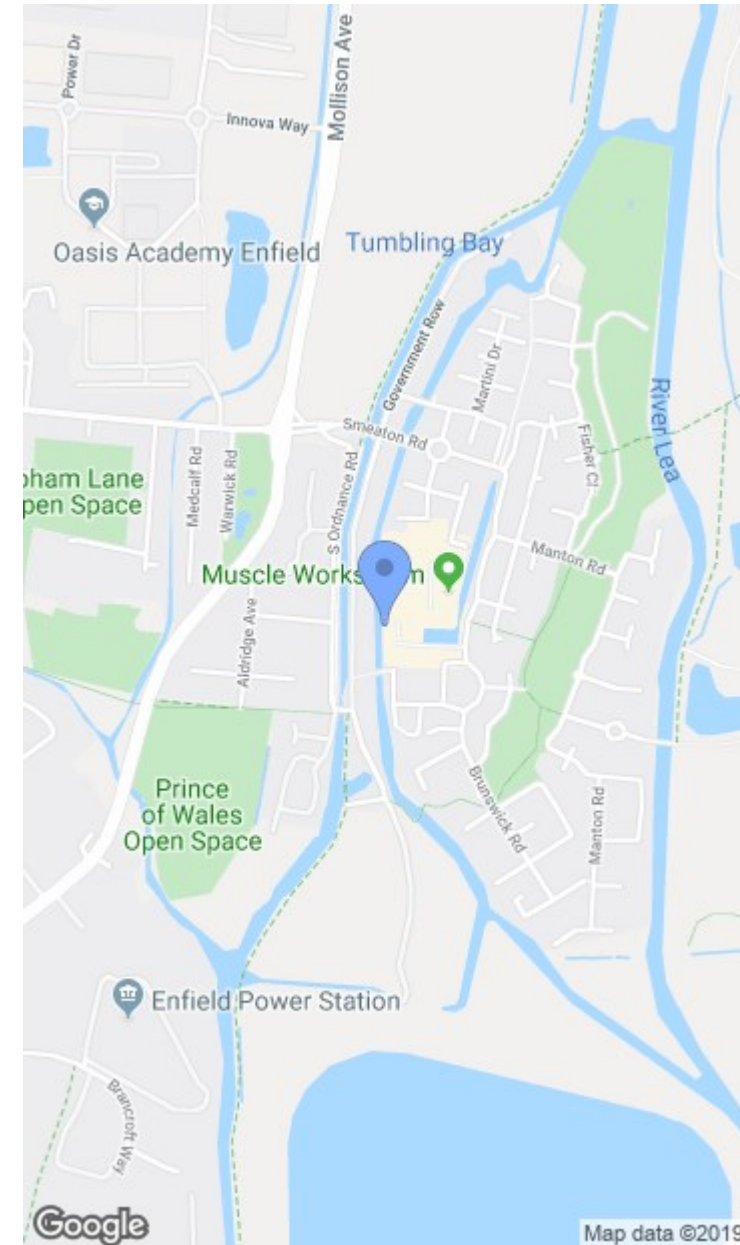 Power Dr
Mollison Ave
Innova Way
Oasis Academy Enfield
Tumbling Bay
Government Row
Martini Dr
Smeaton Rd
River Lea
Fisher Cl
ham Lane
pen Space
Medcalf Rd
Warwick Rd
S Ordnance Rd
Manton Rd
Muscle Works
m
Aldridge Ave
Prince
of Wales
Open Space
Brunswick Rd
Manton Rd
Enfield Power Station
Brancroft Way
Google
Map data ©2019